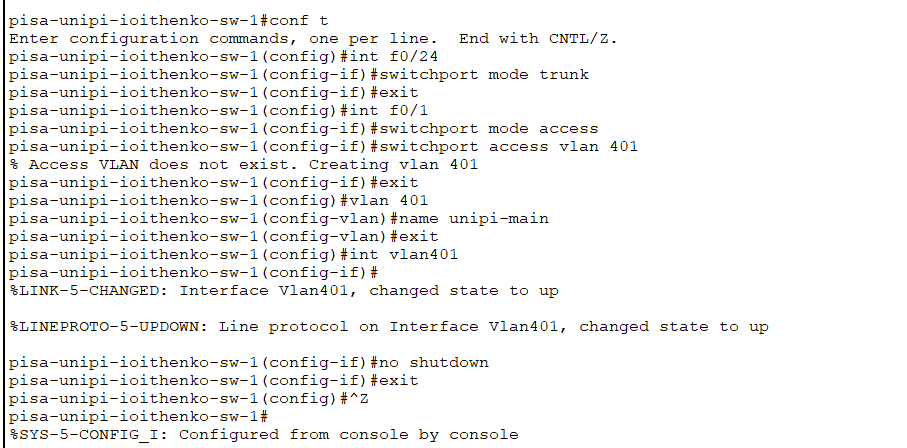 pisa-unipi-ioithenko-sw-1#conf t
Enter configuration commands, one per line.  End with CNTL/Z.
pisa-unipi-ioithenko-sw-1(config)#int f0/24
pisa-unipi-ioithenko-sw-1(config-if)#switchport mode trunk
pisa-unipi-ioithenko-sw-1(config-if)#exit
pisa-unipi-ioithenko-sw-1(config)#int f0/1
pisa-unipi-ioithenko-sw-1(config-if)#switchport mode access
pisa-unipi-ioithenko-sw-1(config-if)#switchport access vlan 401
% Access VLAN does not exist. Creating vlan 401
pisa-unipi-ioithenko-sw-1(config-if)#exit
pisa-unipi-ioithenko-sw-1(config)#vlan 401
pisa-unipi-ioithenko-sw-1(config-vlan)#name unipi-main
pisa-unipi-ioithenko-sw-1(config-vlan)#exit
pisa-unipi-ioithenko-sw-1(config)#int vlan401
pisa-unipi-ioithenko-sw-1(config-if)#
%LINK-5-CHANGED: Interface Vlan401, changed state to up
%LINEPROTO-5-UPDOWN: Line protocol on Interface Vlan401, changed state to up
pisa-unipi-ioithenko-sw-1(config-if)#no shutdown
pisa-unipi-ioithenko-sw-1(config-if)#exit
pisa-unipi-ioithenko-sw-1(config)#^Z
pisa-unipi-ioithenko-sw-1#
%SYS-5-CONFIG_I: Configured from console by console